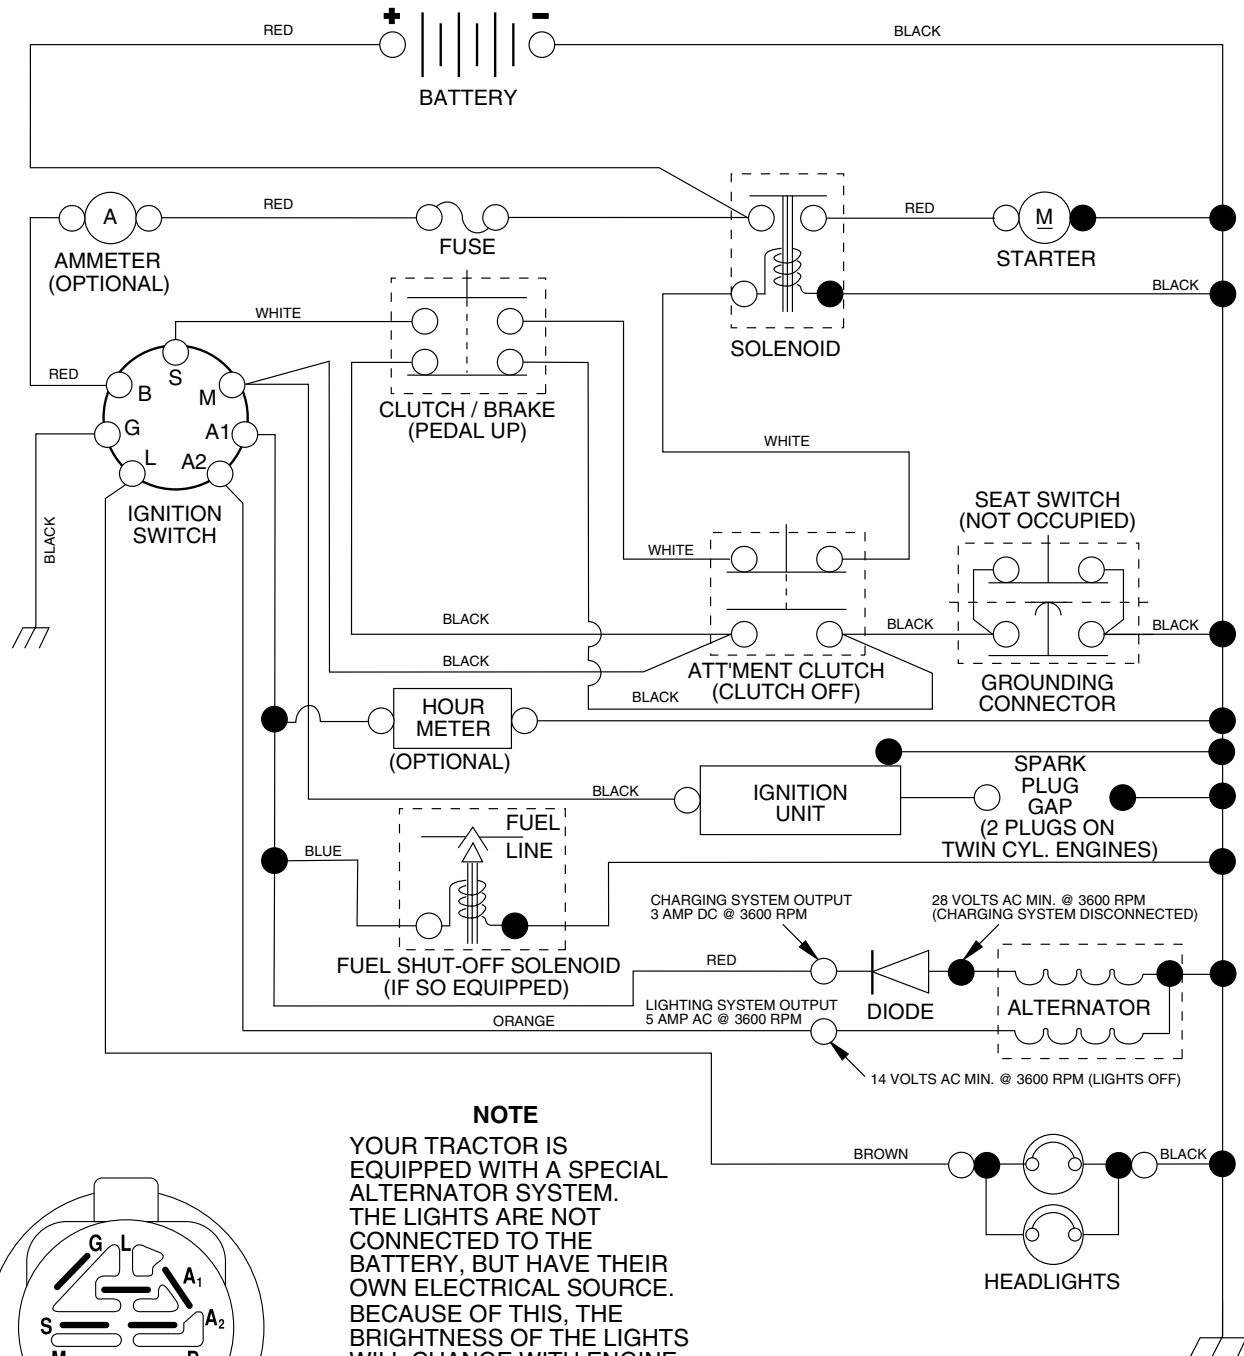 + −
RED
BLACK
BATTERY
A
RED
FUSE
RED
M
STARTER
AMMETER
(OPTIONAL)
BLACK
WHITE
SOLENOID
RED
S
B
M
G
A1
L
A2
CLUTCH / BRAKE
(PEDAL UP)
WHITE
IGNITION
SWITCH
BLACK
SEAT SWITCH
(NOT OCCUPIED)
WHITE
BLACK
BLACK
BLACK
BLACK
ATT'MENT CLUTCH
(CLUTCH OFF)
GROUNDING
CONNECTOR
BLACK
HOUR
METER
(OPTIONAL)
BLACK
IGNITION
UNIT
SPARK
PLUG
GAP
(2 PLUGS ON
TWIN CYL. ENGINES)
FUEL
LINE
BLUE
CHARGING SYSTEM OUTPUT
3 AMP DC @ 3600 RPM
28 VOLTS AC MIN. @ 3600 RPM
(CHARGING SYSTEM DISCONNECTED)
FUEL SHUT-OFF SOLENOID
(IF SO EQUIPPED)
RED
DIODE
ALTERNATOR
LIGHTING SYSTEM OUTPUT
5 AMP AC @ 3600 RPM
ORANGE
14 VOLTS AC MIN. @ 3600 RPM (LIGHTS OFF)
NOTE
YOUR TRACTOR IS
EQUIPPED WITH A SPECIAL
ALTERNATOR SYSTEM.
THE LIGHTS ARE NOT
CONNECTED TO THE
BATTERY, BUT HAVE THEIR
OWN ELECTRICAL SOURCE.
BECAUSE OF THIS, THE
BRIGHTNESS OF THE LIGHTS
WILL CHANGE WITH ENGINE
BROWN
BLACK
HEADLIGHTS
G L
A1
A2
S
M
B